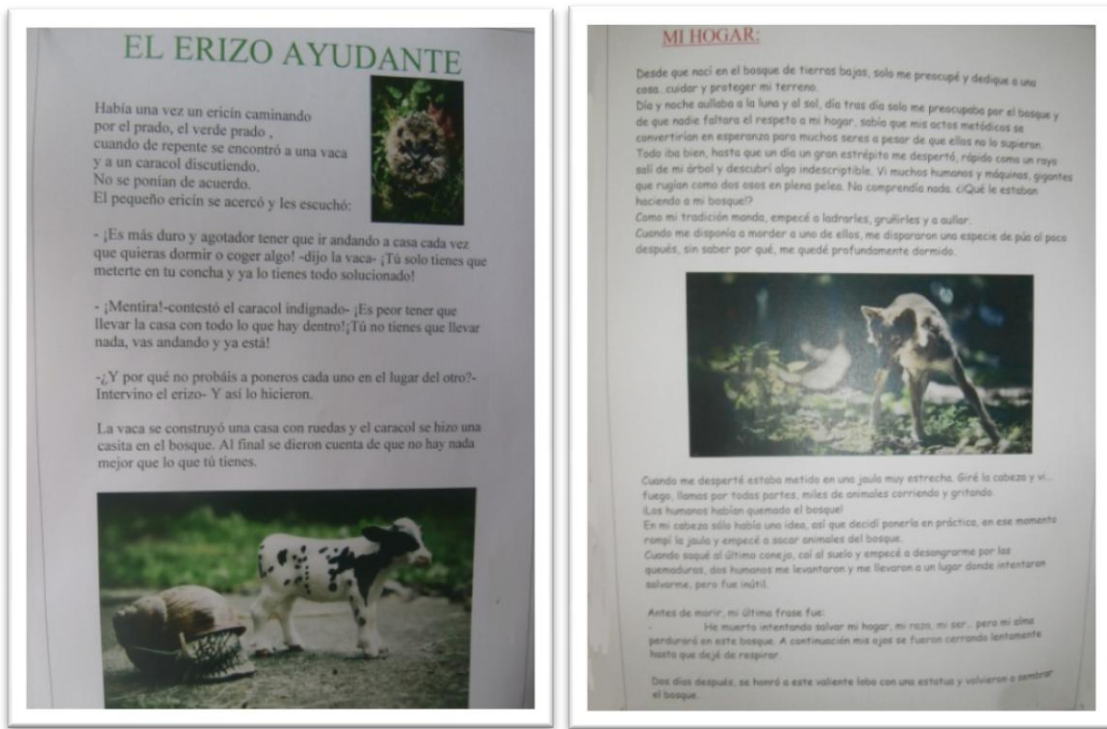 EL ERIZO AYUDANTE
Había una vez un ericín caminando
por el prado, el verde prado ,
cuando de repente se encontró a una vaca
y a un caracol discutiendo.
No se ponían de acuerdo.
El pequeño ericín se acercó y les escuchó:
- ¡Es más duro y agotador tener que ir andando a casa cada vez
que quieras dormir o coger algo! -dijo la vaca- ¡Tú solo tienes que
meterte en tu concha y ya lo tienes todo solucionado!
- ¡Mentira!-contestó el caracol indignado- ¡Es peor tener que
llevar la casa con todo lo que hay dentro!¡Tú no tienes que llevar
nada, vas andando y ya está!
-¿Y por qué no probáis a poneros cada uno en el lugar del otro?-
Intervino el erizo- Y así lo hicieron.
La vaca se construyó una casa con ruedas y el caracol se hizo una
casita en el bosque. Al final se dieron cuenta de que no hay nada
mejor que lo que tú tienes.
MI HOGAR:
Desde que nací en el bosque de tierras bajas, solo me preocupé y dedique a una
cosa...cuidar y proteger mi terreno.
Día y noche aullaba a la luna y al sol, día tras día solo me preocupaba por el bosque y
de que nadie faltara el respeto a mi hogar, sabía que mis actos metódicos se
convertirían en esperanza para muchos seres a pesar de que ellos no lo supieran.
Todo iba bien, hasta que un día un gran estrépito me despertó, rápido como un rayo
salí de mi árbol y descubrí algo indescriptible. Vi muchos humanos y máquinas, gigantes
que rugían como dos osos en plena pelea. No comprendía nada. ¿¡Qué le estaban
haciendo a mi bosque!?
Como mi tradición manda, empecé a ladrarles, gruñirles y a aullar.
Cuando me disponía a morder a uno de ellos, me dispararon una especie de púa al poco
después, sin saber por qué, me quedé profundamente dormido.
Cuando me desperté estaba metido en una jaula muy estrecha. Giré la cabeza y vi...
fuego, llamas por todas partes, miles de animales corriendo y gritando.
¡Los humanos habían quemado el bosque!
En mi cabeza sólo había una idea, así que decidí ponerla en práctica, en ese momento
rompí la jaula y empecé a sacar animales del bosque.
Cuando saqué al último conejo, caí al suelo y empecé a desangrarme por las
quemaduras, dos humanos me levantaron y me llevaron a un lugar donde intentaron
salvarme, pero fue inútil.
Antes de morir, mi última frase fue:
- He muerto intentando salvar mi hogar, mi raza, mi ser... pero mi alma
perdurará en este bosque. A continuación mis ojos se fueron cerrando lentamente
hasta que dejé de respirar.
Dos días después, se honró a este valiente lobo con una estatua y volvieron a sembrar
el bosque.